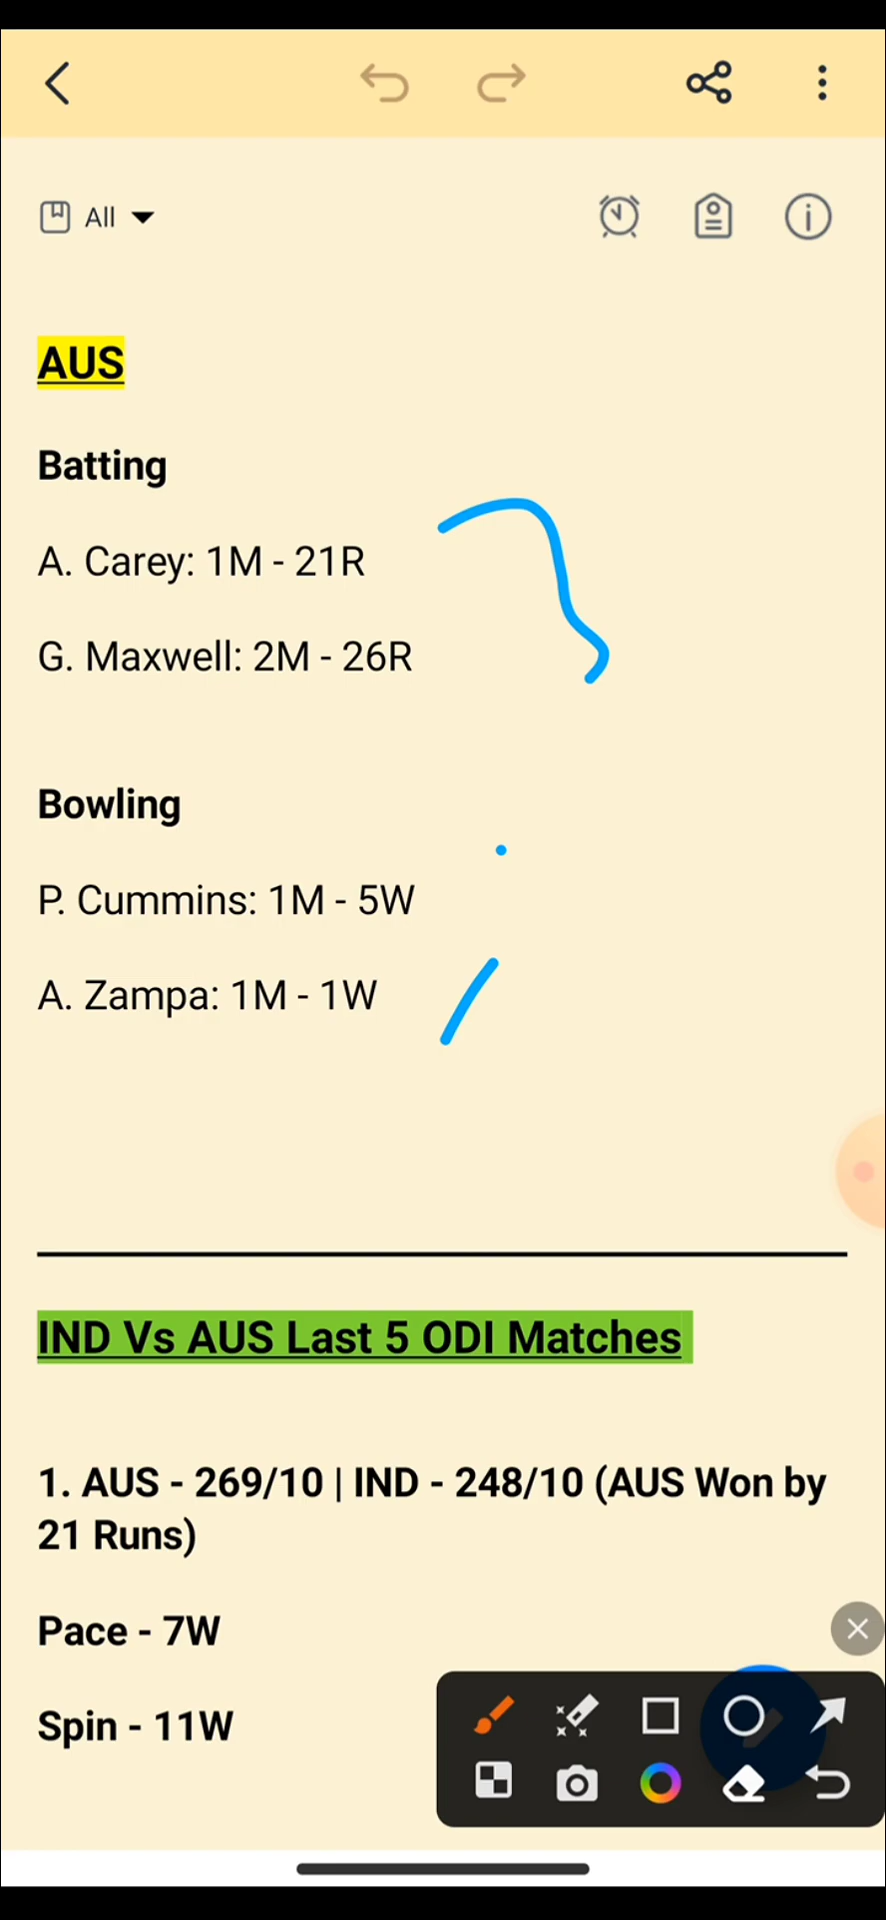 All
AUS
Batting
A. Carey: 1M - 21R
G. Maxwell: 2M - 26R
Bowling
P. Cummins: 1M - 5W
A. Zampa: 1M - 1W
IND Vs AUS Last 5 ODI Matches
1. AUS - 269/10 | IND - 248/10 (AUS Won by
21 Runs)
Pace - 7W
Spin - 11W